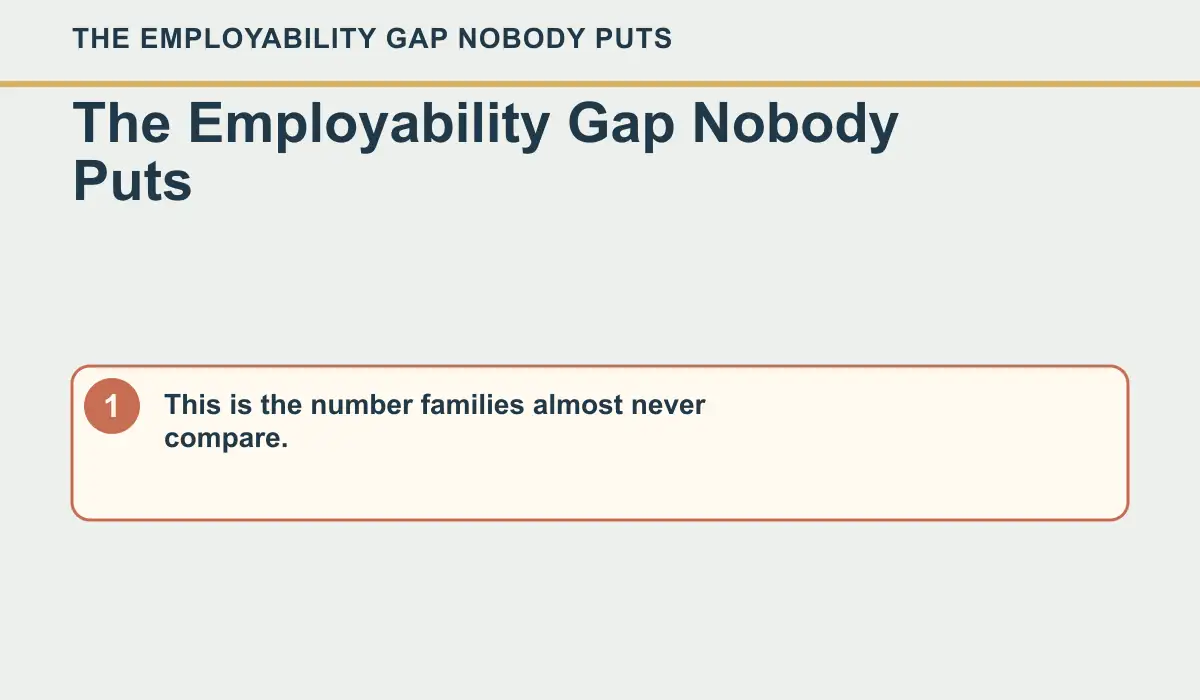 THE EMPLOYABILITY GAP NOBODY PUTS
The Employability Gap Nobody
Puts
1
This is the number families almost never
compare.